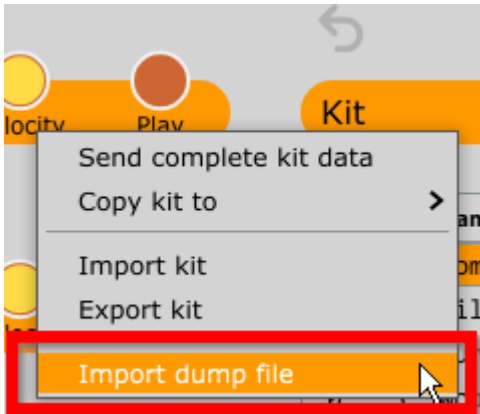 Play
Kit
Send complete kit data
Copy kit to
Import kit
Export kit
Import dump file